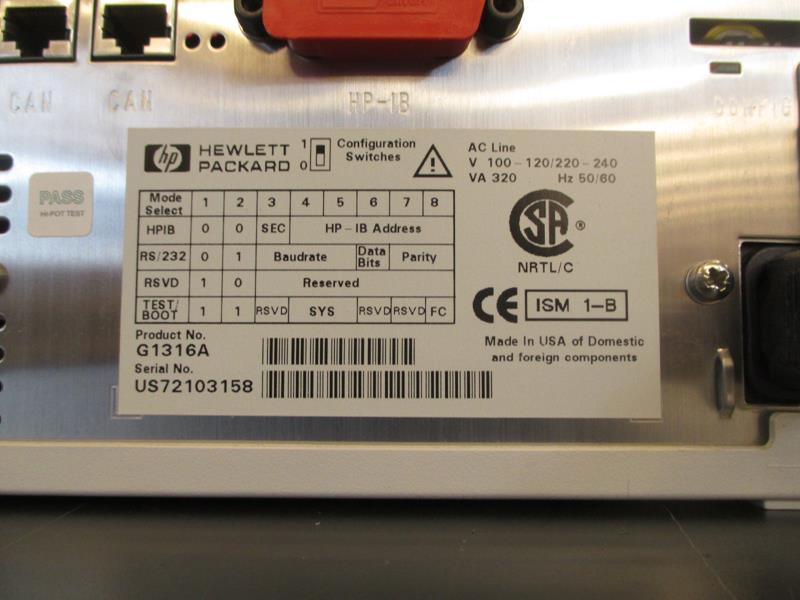 CAN
CAN
HP-IB
CONFIG
PASS
Hi-POT TEST
hp HEWLETT PACKARD
1
0
Configuration
Switches
AC Line
V 100-120/220-240
VA 320 Hz 50/60
Mode Select 1 2 3 4 5 6 7 8
HPIB 0 0 SEC HP-IB Address
RS/232 0 1 Baudrate Data Bits Parity
RSVD 1 0 Reserved
TEST/BOOT 1 1 RSVD SYS RSVD RSVD FC
SA ®
NRTL/C
CE ISM 1-B
Product No.
G1316A
Serial No.
US72103158
Made in USA of Domestic
and foreign components